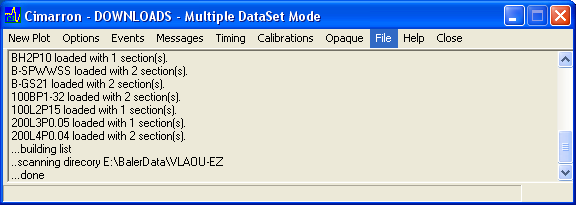 Cimarron - DOWNLOADS - Multiple DataSet Mode
New Plot Options Events Messages Timing Calibrations Opaque File Help Close
BH2P10 loaded with 1 section(s).
B-SPWWSS loaded with 2 section(s).
B-GS21 loaded with 2 section(s).
100BP1-32 loaded with 2 section(s).
100L2P15 loaded with 1 section(s).
200L3P0.05 loaded with 1 section(s).
200L4P0.04 loaded with 2 section(s).
...building list
..scanning direcory E:\BalerData\VLAOU-EZ
...done